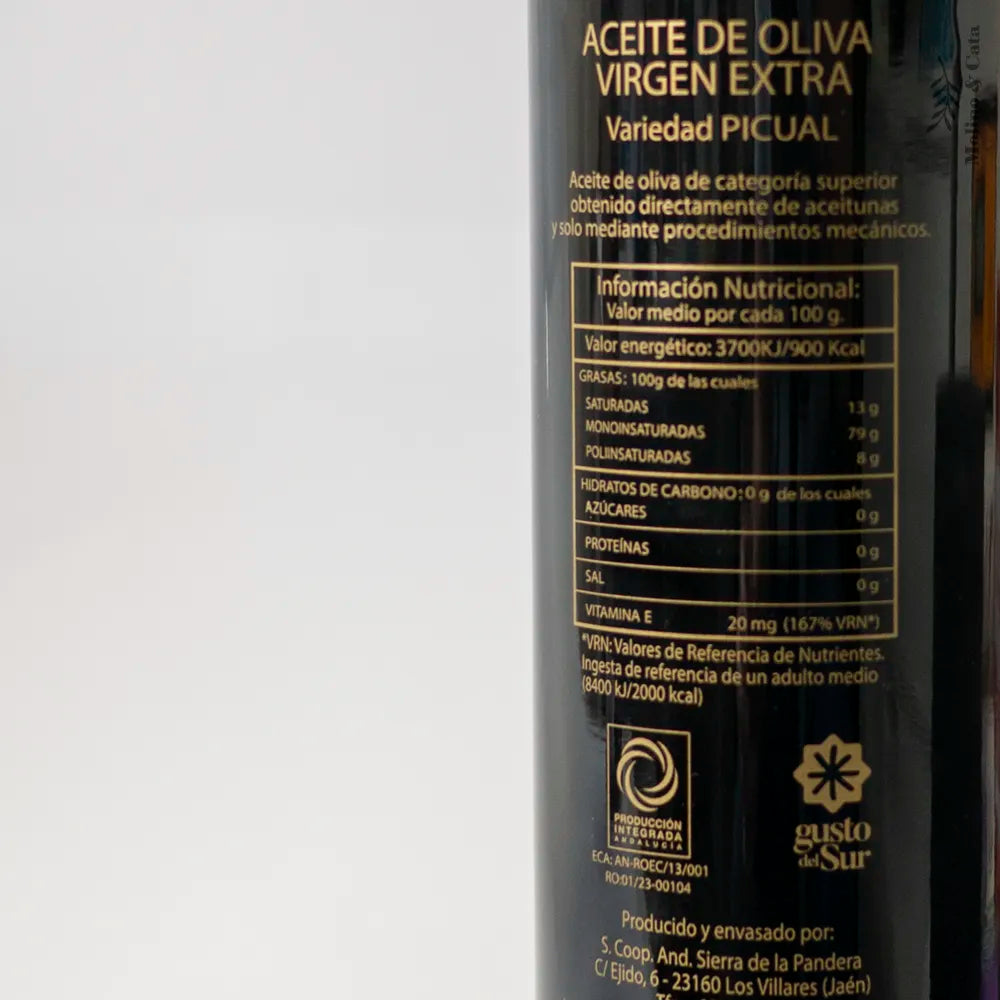 ACEITE DE OLIVA
VIRGEN EXTRA
Variedad PICUAL
Aceite de oliva de categoría superior
obtenido directamente de aceitunas
y solo mediante procedimientos mecánicos.
Información Nutricional:
Valor medio por cada 100 g.
Valor energético: 3700KJ/900 Kcal
GRASAS: 100g de las cuales
SATURADAS 13 g
MONOINSATURADAS 79 g
POLIINSATURADAS 8 g
HIDRATOS DE CARBONO: 0 g de los cuales
AZÚCARES 0 g
PROTEÍNAS 0 g
SAL 0 g
VITAMINA E 20 mg (167% VRN*)
*VRN: Valores de Referencia de Nutrientes.
Ingesta de referencia de un adulto medio
(8400 kJ/2000 kcal)
PRODUCCIÓN
INTEGRADA
ANDALUCÍA
ECA: AN-ROEC/13/001
RO:01/23-00104
gusto
del Sur
Producido y envasado por:
S. Coop. And. Sierra de la Pandera
C/ Ejido, 6 - 23160 Los Villares (Jaén)
Molino & Cata